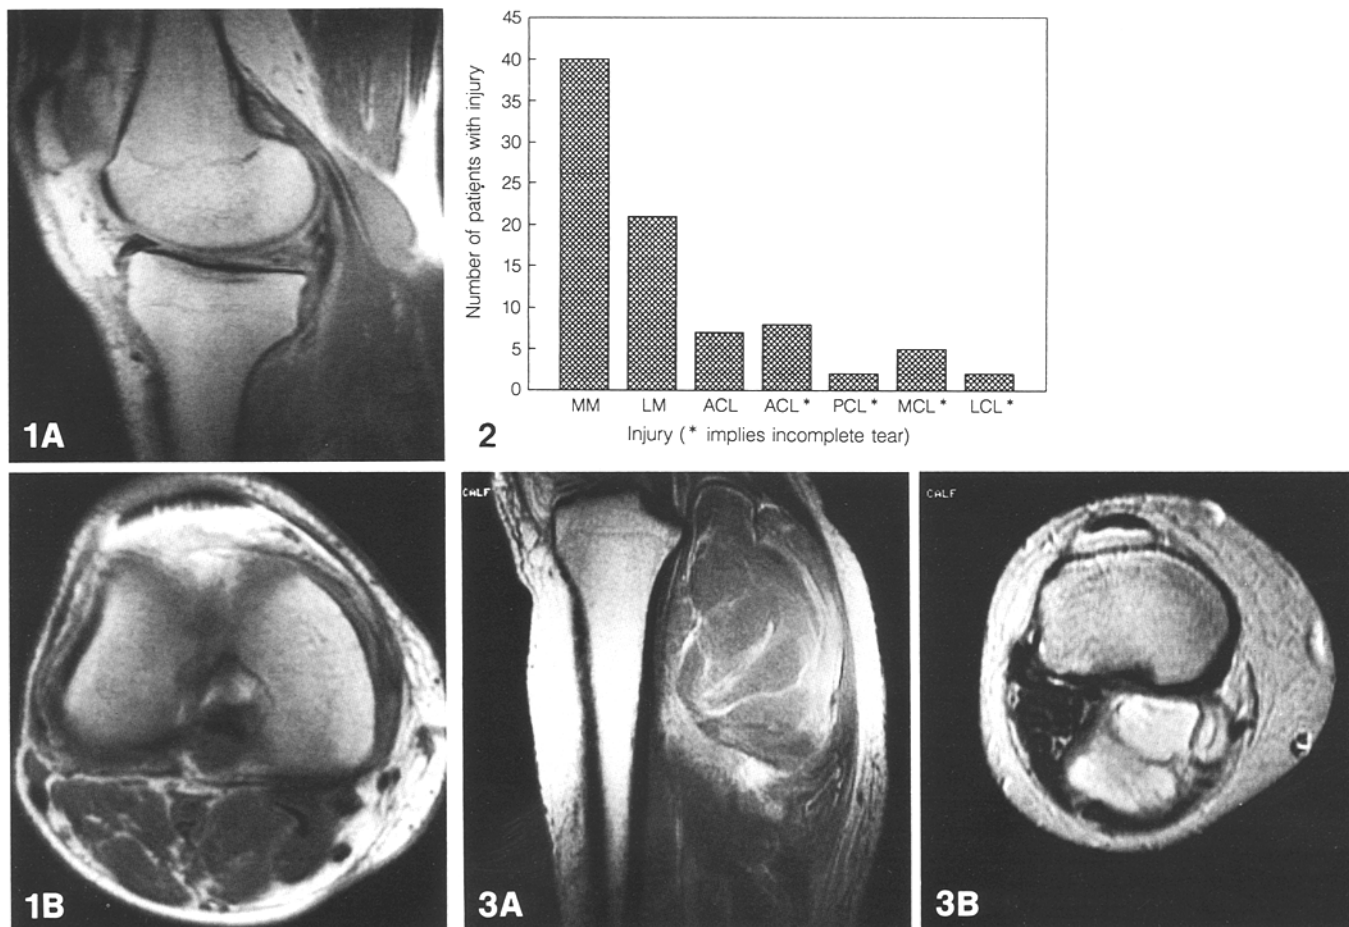 1A
Number of patients with injury
45
40
35
30
25
20
15
10
5
0
MM LM ACL ACL* PCL* MCL* LCL*
Injury (* implies incomplete tear)
2
1B
CALF
3A
CALF
3B